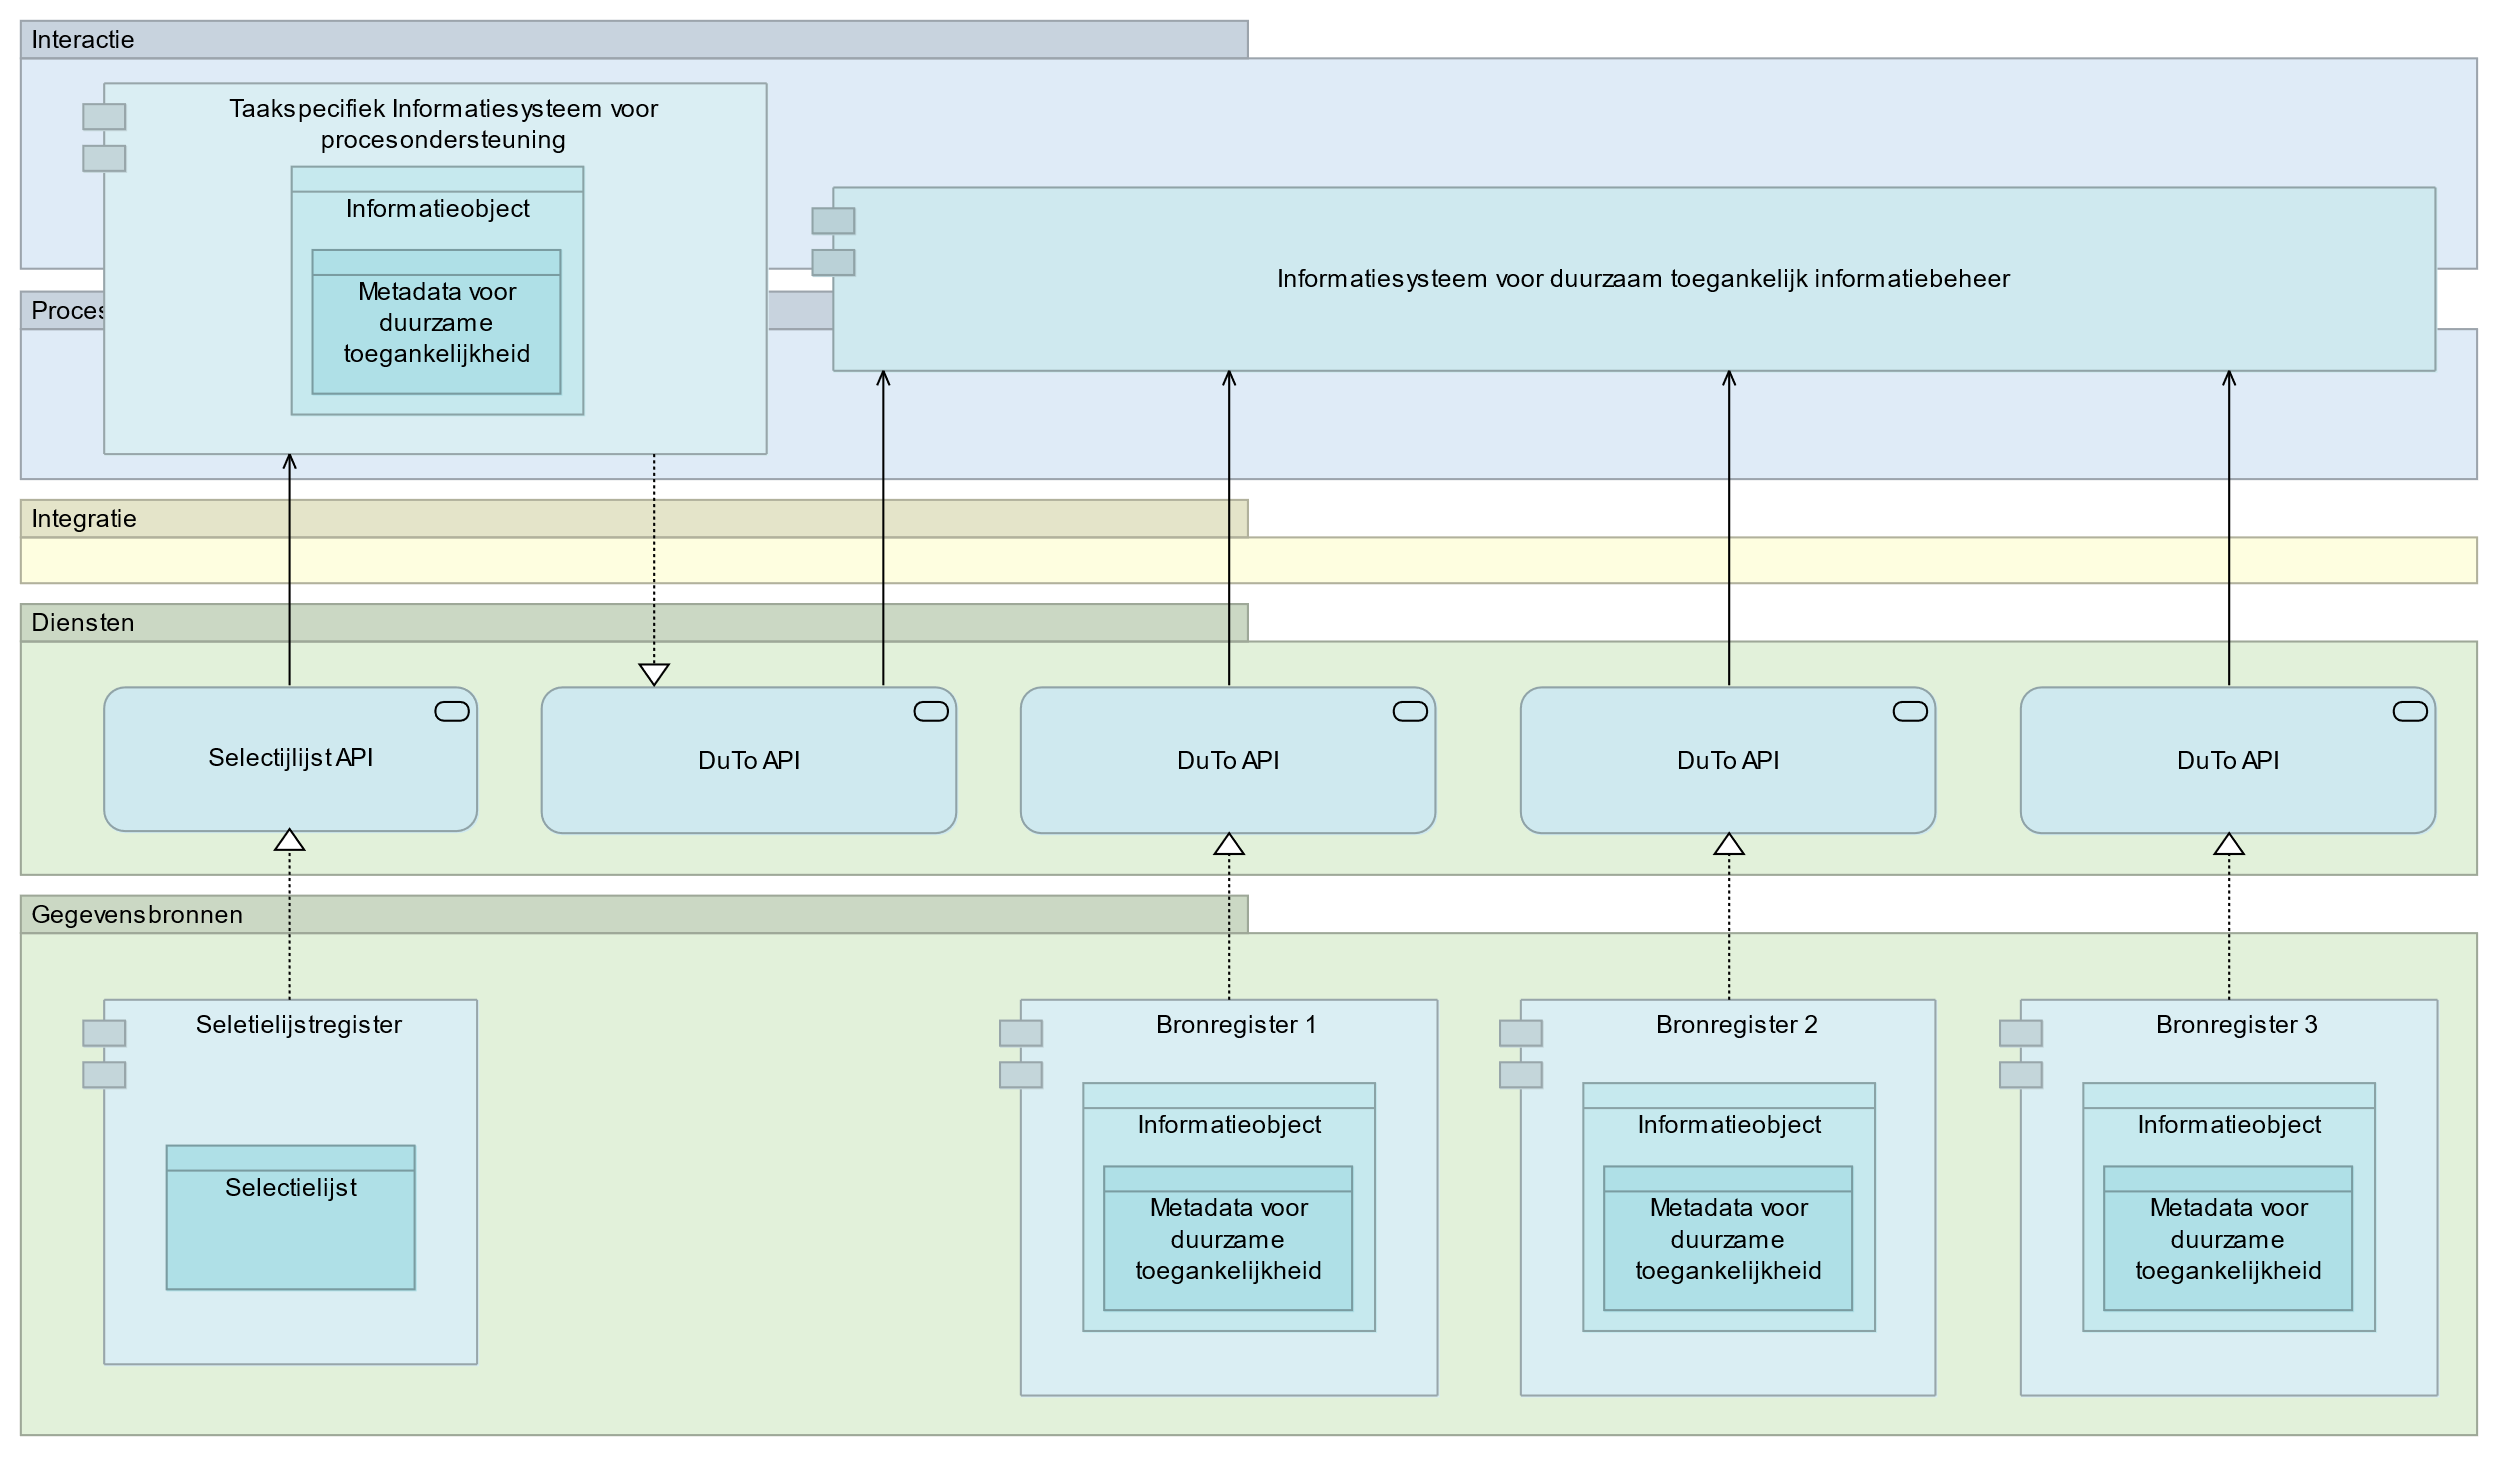 Interactie
Taakspecifiek Informatiesysteem voor
procesondersteuning
Informatieobject
Metadata voor
duurzame
toegankelijkheid
Informatiesysteem voor duurzaam toegankelijk informatiebeheer
Proces
Integratie
Diensten
Selectijlijst API
DuTo API
DuTo API
DuTo API
DuTo API
Gegevensbronnen
Seletielijstregister
Selectielijst
Bronregister 1
Informatieobject
Metadata voor
duurzame
toegankelijkheid
Bronregister 2
Informatieobject
Metadata voor
duurzame
toegankelijkheid
Bronregister 3
Informatieobject
Metadata voor
duurzame
toegankelijkheid